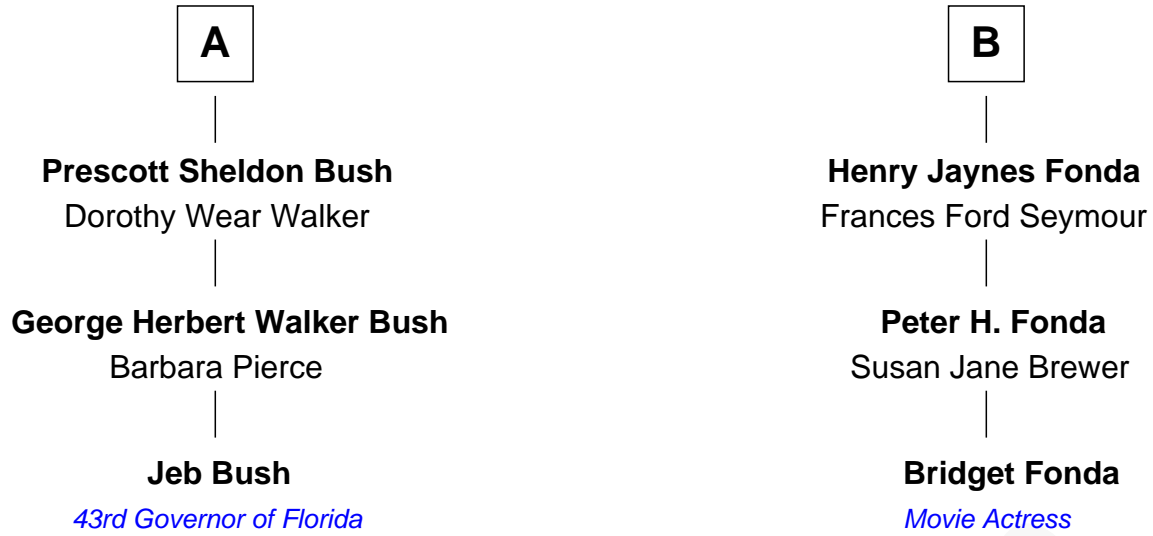 A
Prescott Sheldon Bush
Dorothy Wear Walker
George Herbert Walker Bush
Barbara Pierce
Jeb Bush
43rd Governor of Florida
B
Henry Jaynes Fonda
Frances Ford Seymour
Peter H. Fonda
Susan Jane Brewer
Bridget Fonda
Movie Actress